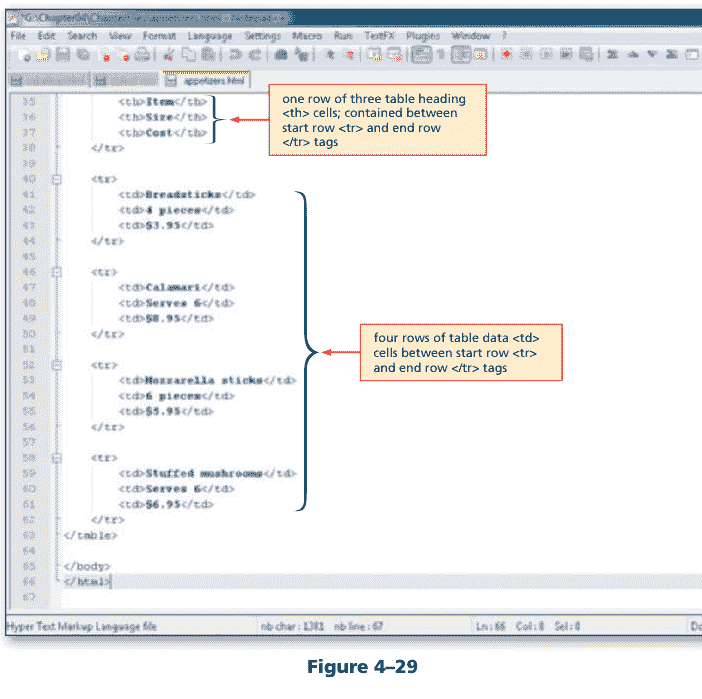 File Edit Search View Format Language Settings Macro Run TextFX Plugins Window ?
appetizers.html
35 <th>Item</th>
36 <th>Size</th>
37 <th>Cost</th>
38 </tr>
39
40 <tr>
41 <td>Breadsticks</td>
42 <td>4 pieces</td>
43 <td>$3.95</td>
44 </tr>
45
46 <tr>
47 <td>Calamari</td>
48 <td>Serves 6</td>
49 <td>$8.95</td>
50 </tr>
51
52 <tr>
53 <td>Mozzarella sticks</td>
54 <td>6 pieces</td>
55 <td>$5.95</td>
56 </tr>
57
58 <tr>
59 <td>Stuffed mushrooms</td>
60 <td>Serves 6</td>
61 <td>$6.95</td>
62 </tr>
63 </table>
64
65 </body>
66 </html>
67
one row of three table heading
<th> cells; contained between
start row <tr> and end row
</tr> tags
four rows of table data <td>
cells between start row <tr>
and end row </tr> tags
Hyper Text Markup Language file nb char : 1381 nb line : 67 Ln : 66 Col : 8 Sel : 0
Figure 4–29